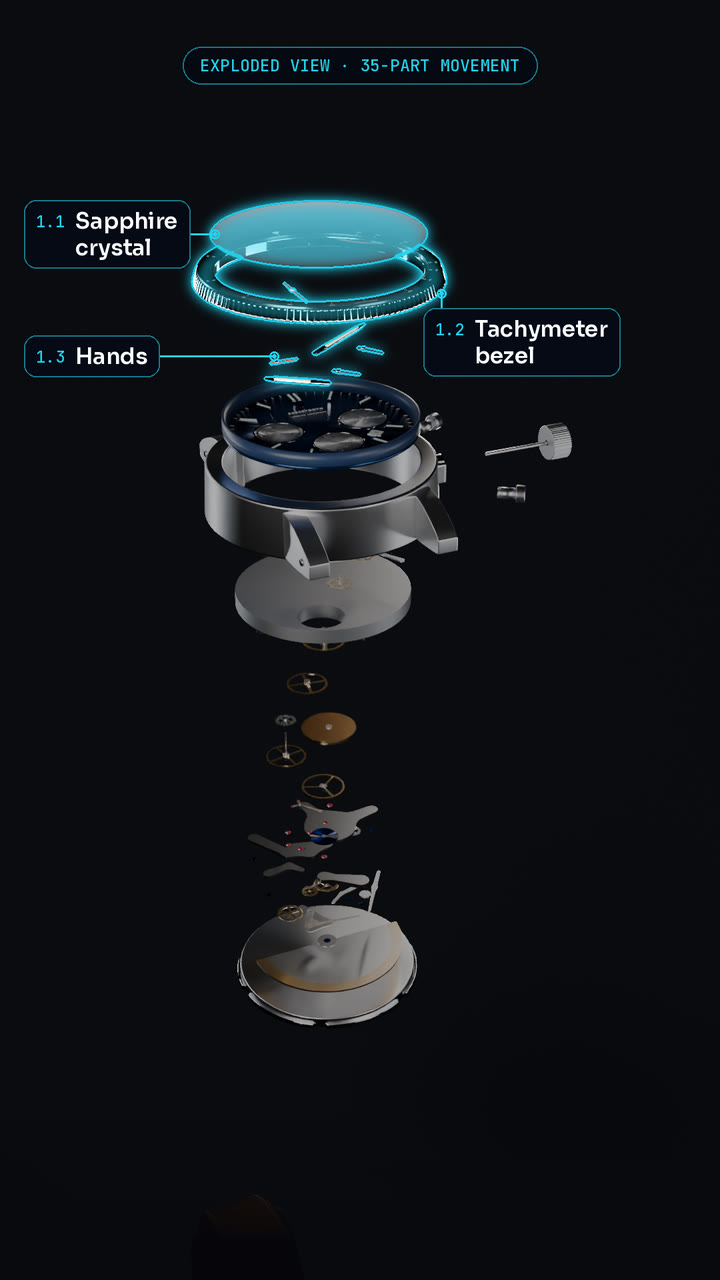 EXPLODED VIEW · 35-PART MOVEMENT
1.1 Sapphire
crystal
1.2 Tachymeter
bezel
1.3 Hands